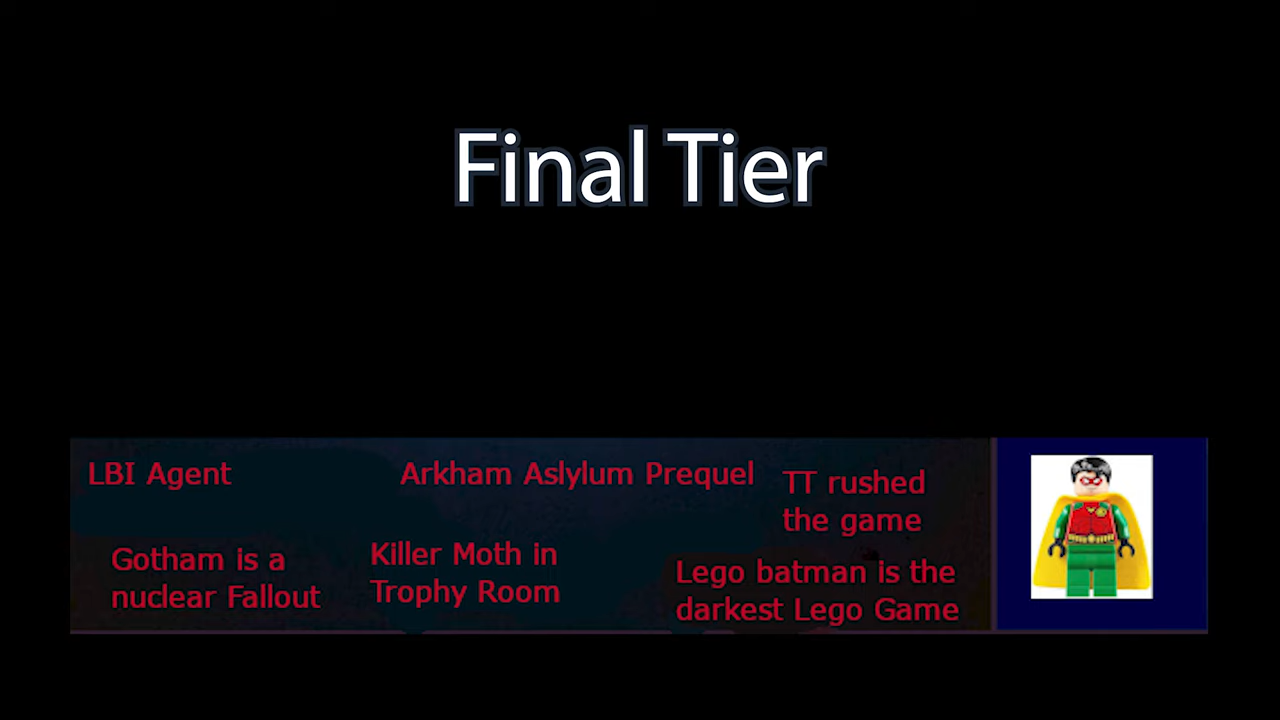 Final Tier
LBI Agent
Arkham Aslylum Prequel
TT rushed
the game
Gotham is a
nuclear Fallout
Killer Moth in
Trophy Room
Lego batman is the
darkest Lego Game